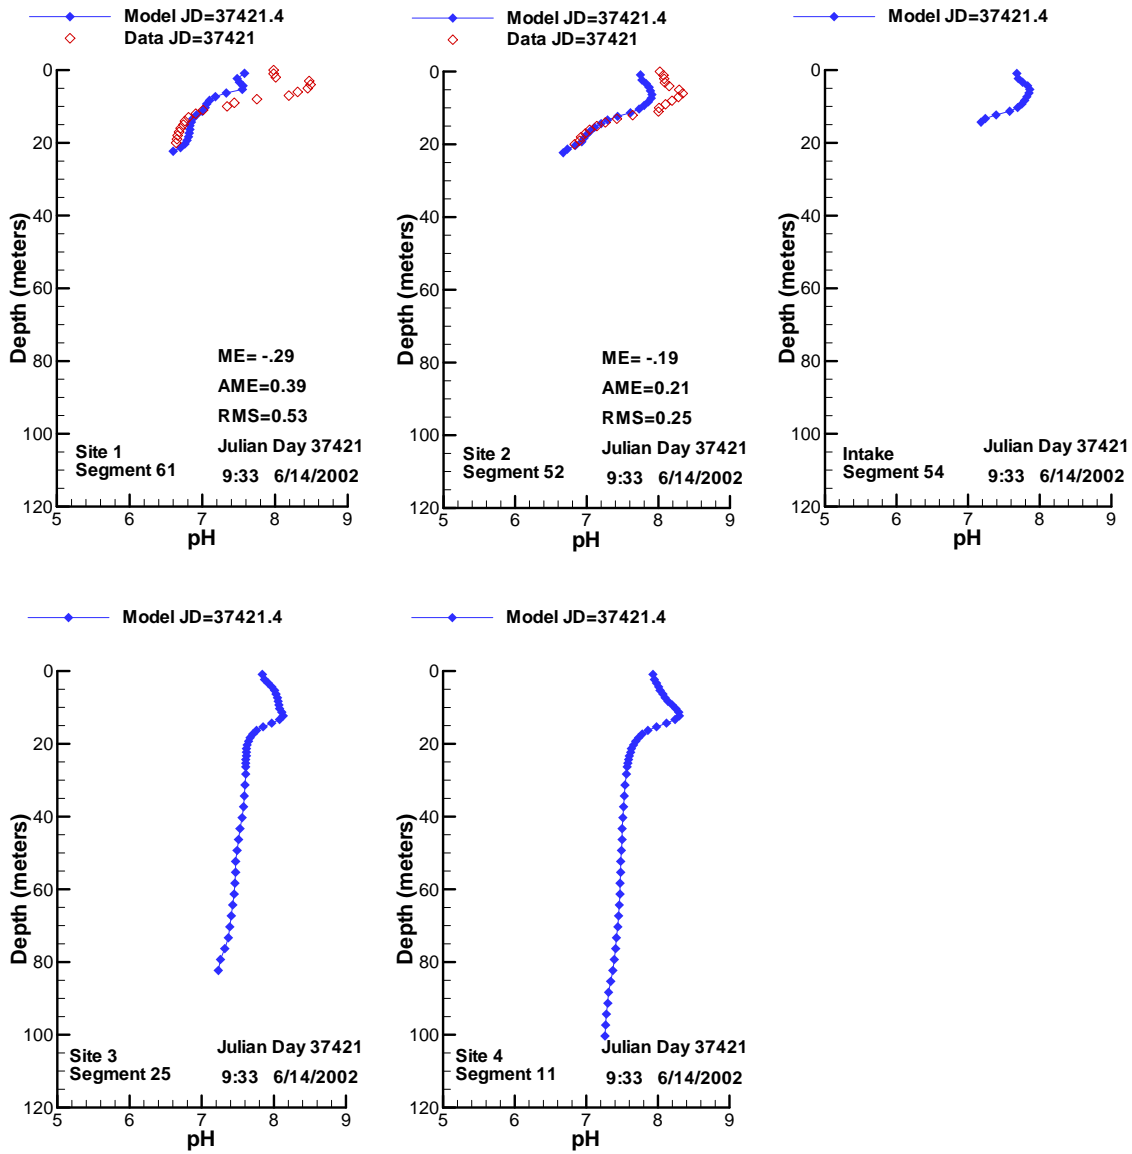 Model JD=37421.4
Data JD=37421
0
20
40
60
80
100
120
Depth (meters)
ME= -.29
AME=0.39
RMS=0.53
Julian Day 37421
9:33 6/14/2002
Site 1
Segment 61
5 6 7 8 9
pH
Model JD=37421.4
Data JD=37421
0
20
40
60
80
100
120
Depth (meters)
ME= -.19
AME=0.21
RMS=0.25
Julian Day 37421
9:33 6/14/2002
Site 2
Segment 52
5 6 7 8 9
pH
Model JD=37421.4
0
20
40
60
80
100
120
Depth (meters)
Julian Day 37421
9:33 6/14/2002
Intake
Segment 54
5 6 7 8 9
pH
Model JD=37421.4
0
20
40
60
80
100
120
Depth (meters)
Julian Day 37421
9:33 6/14/2002
Site 3
Segment 25
5 6 7 8 9
pH
Model JD=37421.4
0
20
40
60
80
100
120
Depth (meters)
Julian Day 37421
9:33 6/14/2002
Site 4
Segment 11
5 6 7 8 9
pH